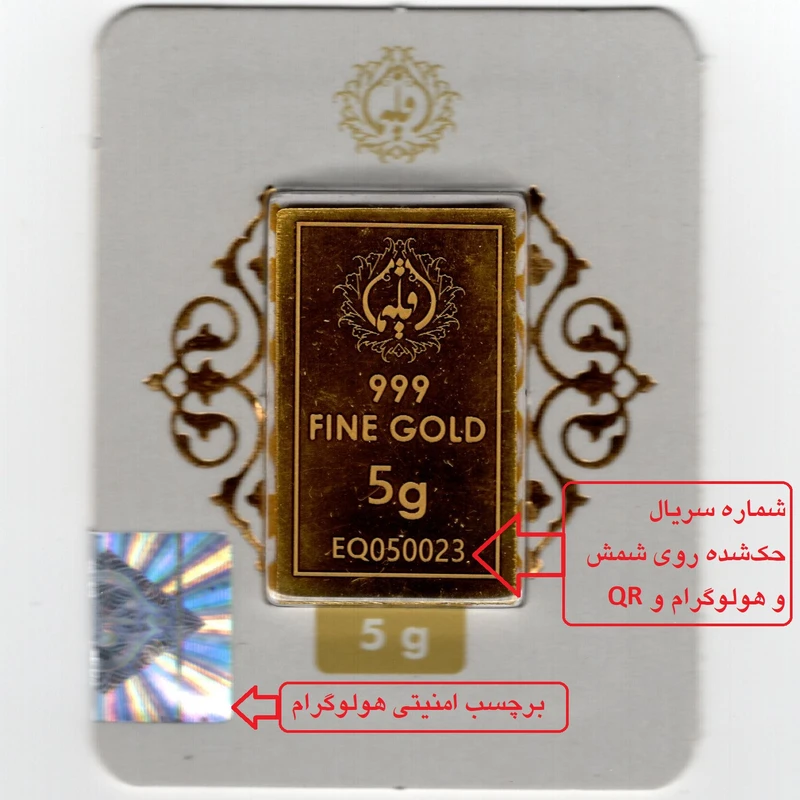 999
FINE GOLD
5g
EQ050023
شماره سریال
حک‌شده روی شمش
و هولوگرام و QR
5 g
برچسب امنیتی هولوگرام